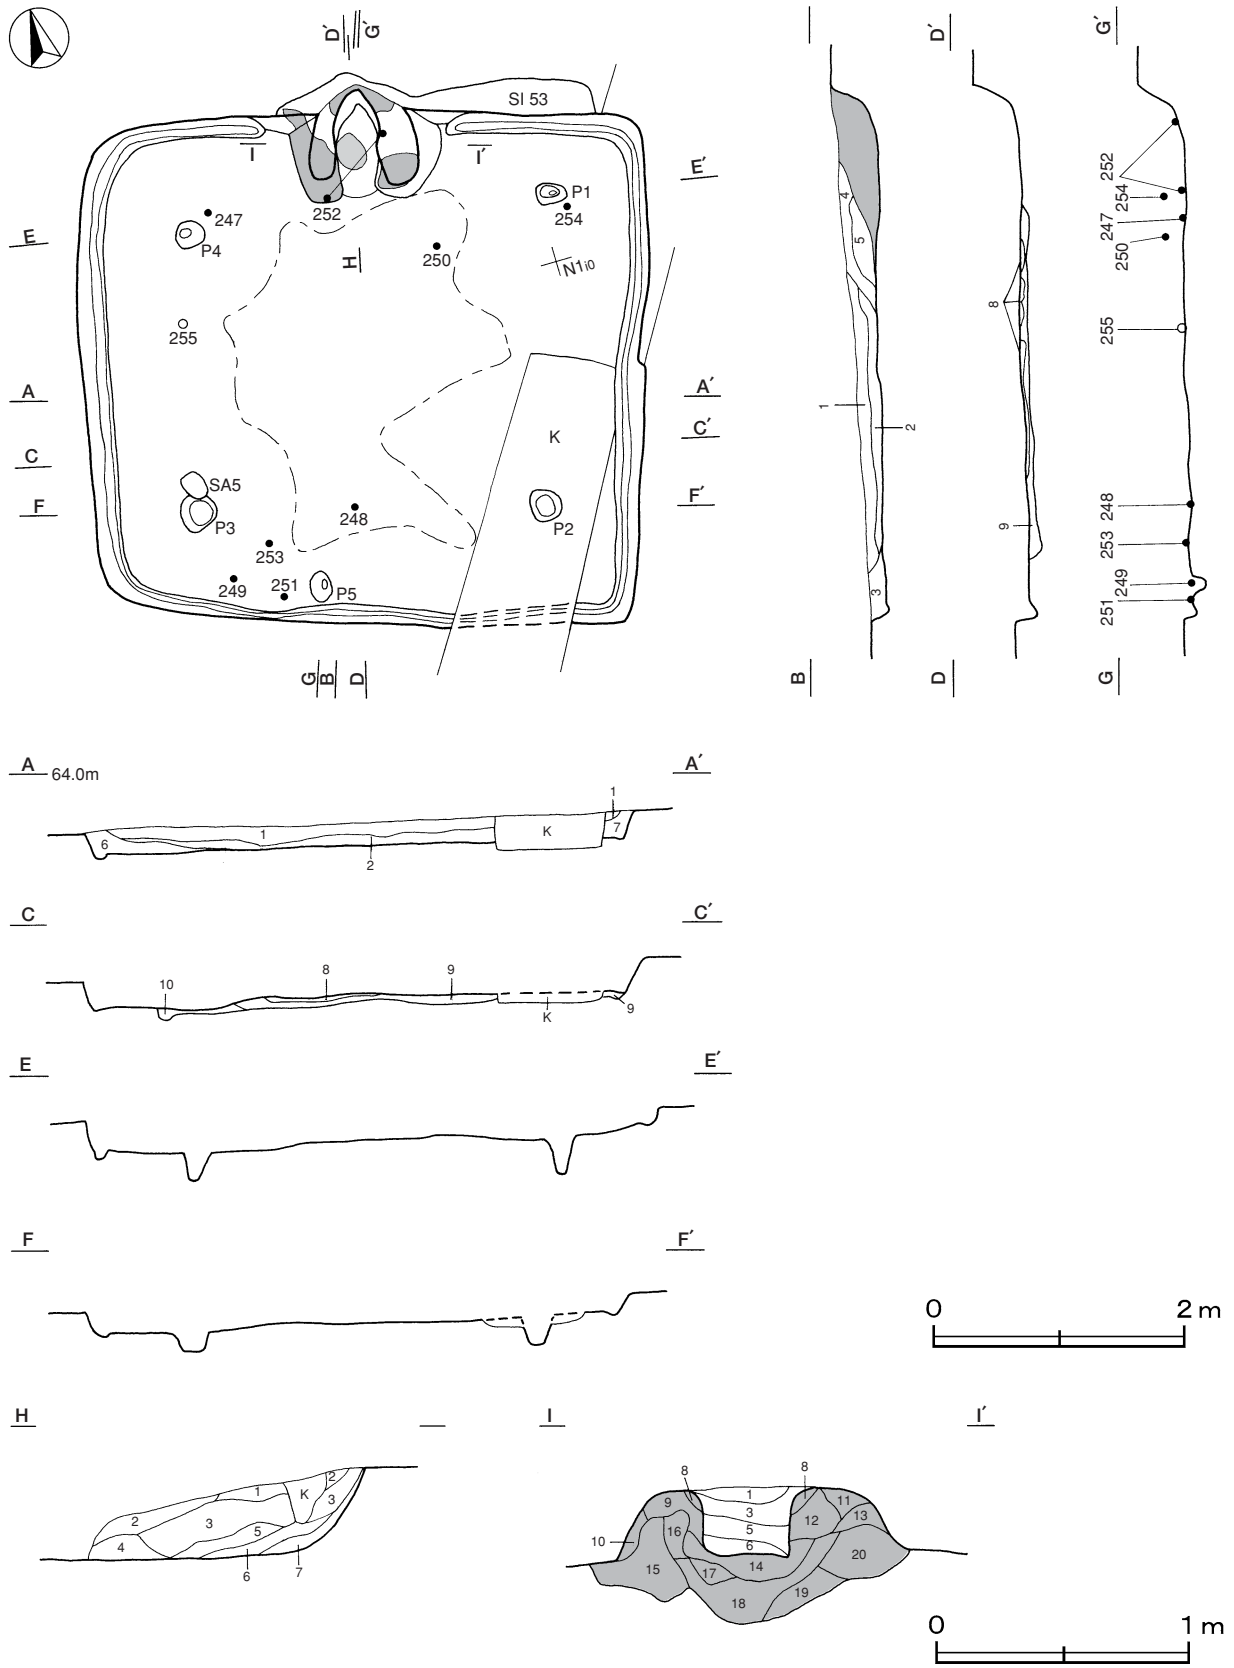 D′ G′
SI 53
I I′
252
P1
254
247
P4
250
N1i0
H
255
K
SA5
P3
248
P2
253
249
251
P5
E E′
A A′
C C′
F F′
G B D
4
5
1
2
3
B
D′
8
9
D
G′
252
254
247
250
255
248
253
249
251
G
A 64.0m A′
1
6 1 K 7
2
C C′
10 8 9
K 9
E E′
F F′
0 2 m
H
1 K 2
2 3 3
4 5
6 7
I I′
8 8
9 1 11
3 12 13
10 16 5
6
15 17 14 20
18 19
0 1 m